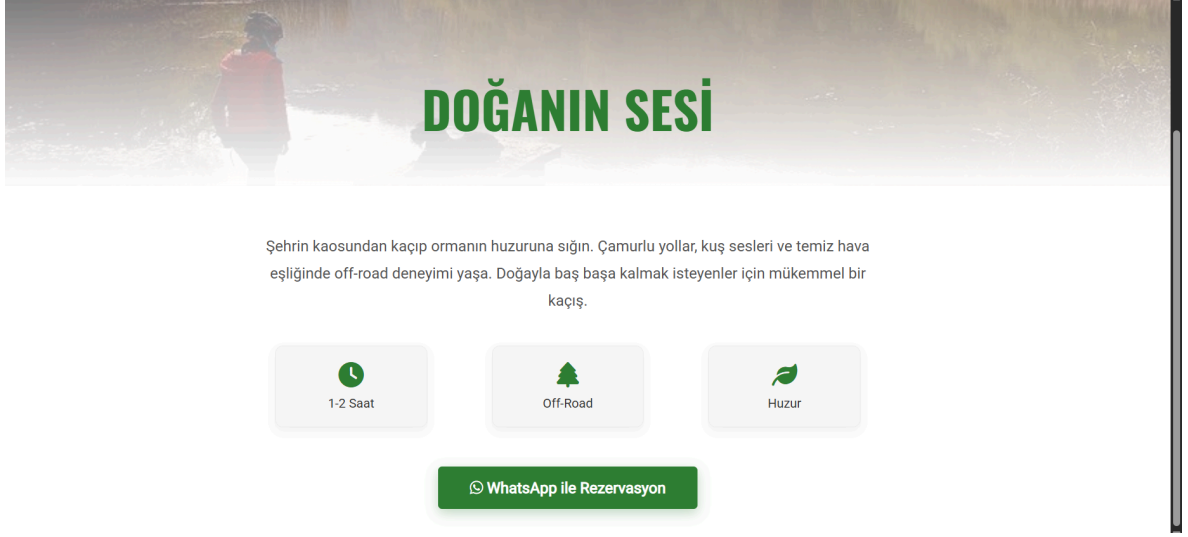 DOĞANIN SESİ
Şehrin kaosundan kaçıp ormanın huzuruna sığın. Çamurlu yollar, kuş sesleri ve temiz hava
eşliğinde off-road deneyimi yaşa. Doğayla baş başa kalmak isteyenler için mükemmel bir
kaçış.
1-2 Saat
Off-Road
Huzur
WhatsApp ile Rezervasyon